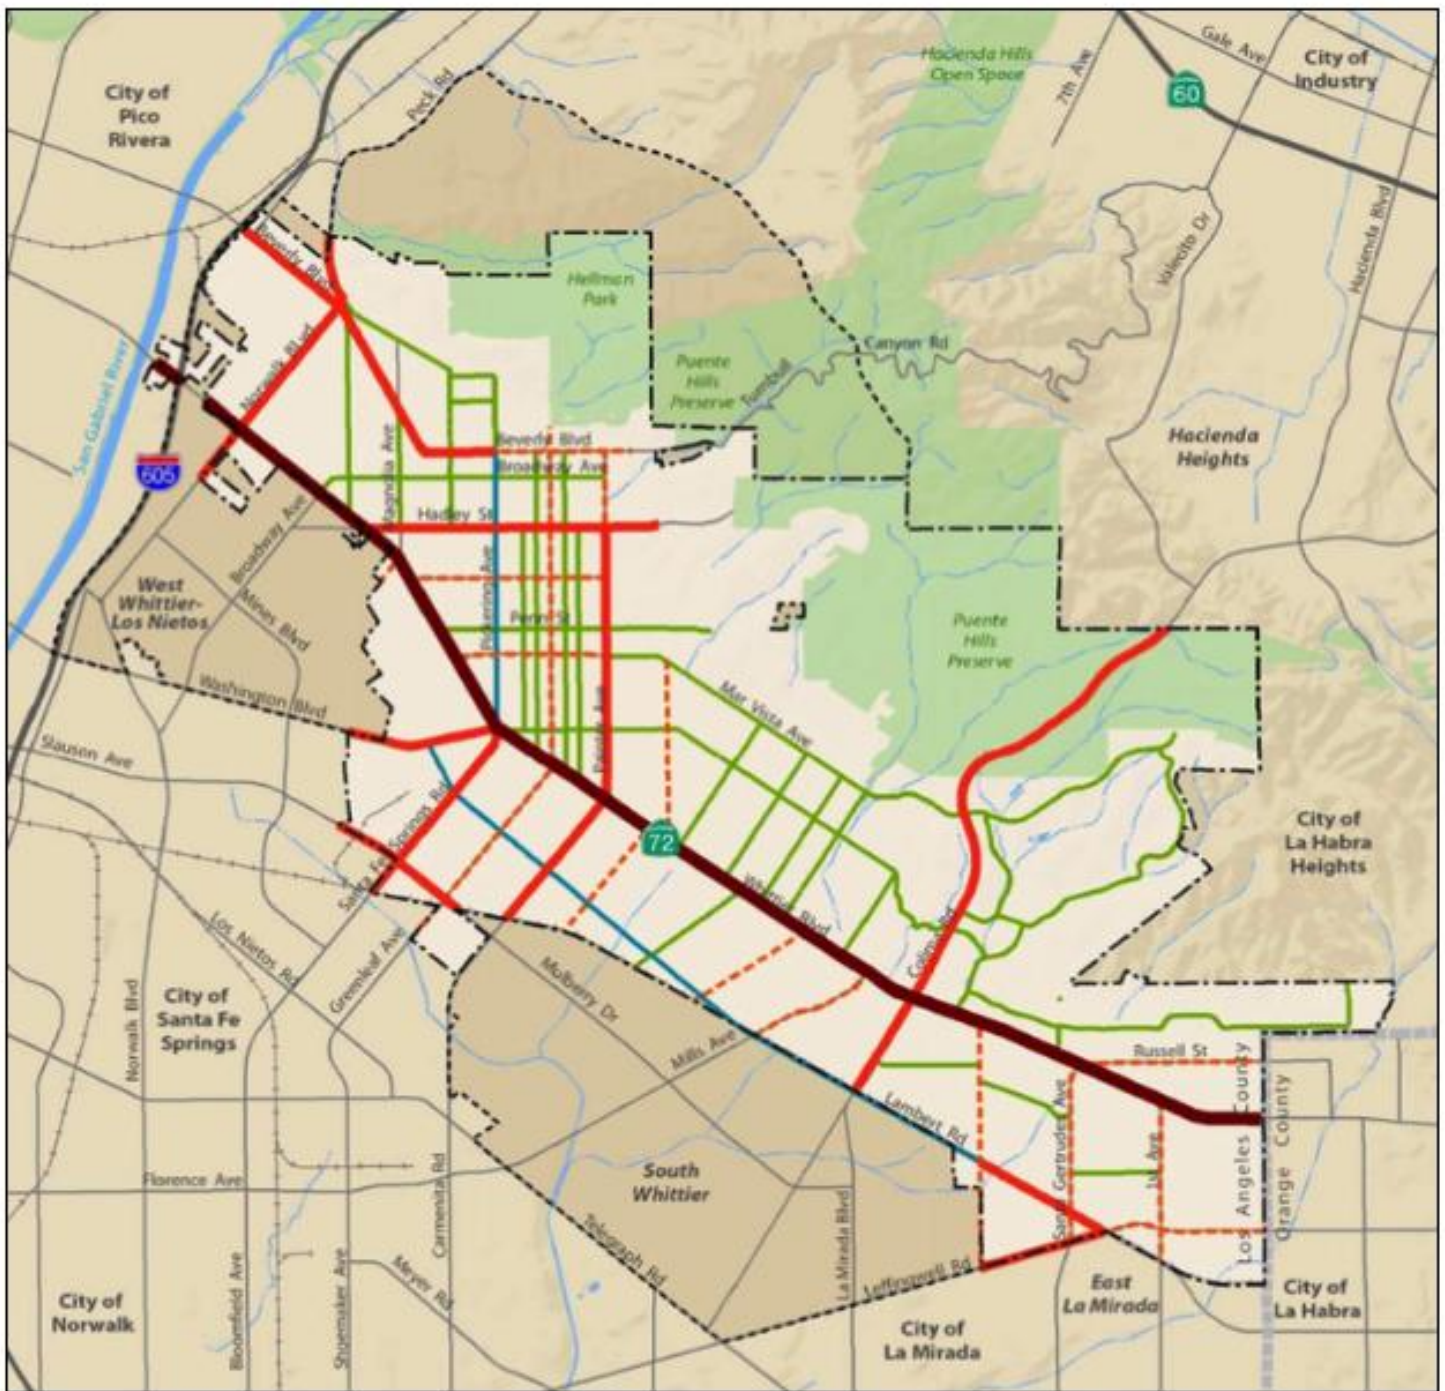 Hacienda Hills
Open Space
Gale Ave
City of
Industry
7th Ave
60
City of
Pico
Rivera
Peck Rd
Hacienda Blvd
Beverly Blvd
Hellman
Park
Canyon Rd
Turnbull
Puente
Hills
Preserve
San Gabriel River
Norwalk Blvd
605
Magnolia Ave
Beverly Blvd
Broadway Ave
Hacienda
Heights
Hadley St
Broadway Ave
Pickering Ave
West
Whittier-
Los Nietos
Mines Blvd
Penn St
Puente
Hills
Preserve
Washington Blvd
Slauson Ave
Painter Ave
Mar Vista Ave
Santa Fe Springs Rd
72
City of
La Habra
Heights
Whittier Blvd
Colima Rd
Los Nietos Rd
Greenleaf Ave
Mulberry Dr
City of
Santa Fe
Springs
Norwalk Blvd
Mills Ave
Russell St
Los Angeles County
Orange County
Lambert Rd
Santa Gertrudes Ave
1st Ave
South
Whittier
Florence Ave
Carmenita Rd
Telegraph Rd
La Mirada Blvd
Leffingwell Rd
Bloomfield Ave
Shoemaker Ave
Meyer Rd
City of
Norwalk
East
La Mirada
City of
La Habra
City of
La Mirada